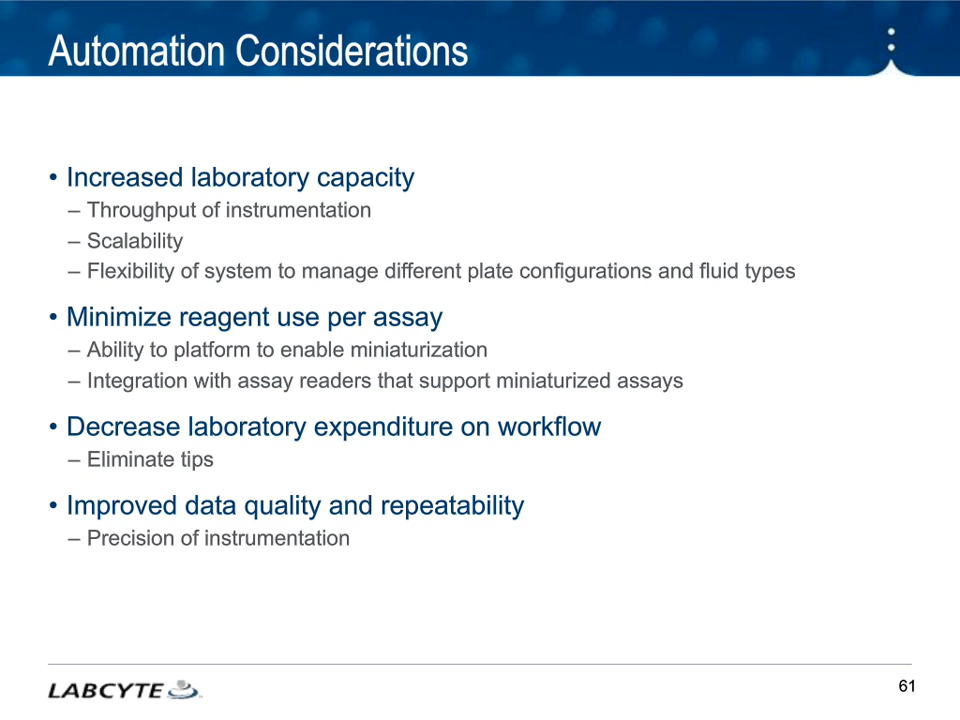 Automation Considerations
• Increased laboratory capacity
– Throughput of instrumentation
– Scalability
– Flexibility of system to manage different plate configurations and fluid types
• Minimize reagent use per assay
– Ability to platform to enable miniaturization
– Integration with assay readers that support miniaturized assays
• Decrease laboratory expenditure on workflow
– Eliminate tips
• Improved data quality and repeatability
– Precision of instrumentation
LABCYTE
61